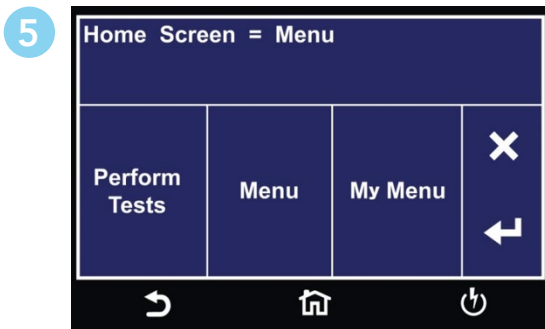 5
Home Screen = Menu
Perform
Tests
Menu
My Menu